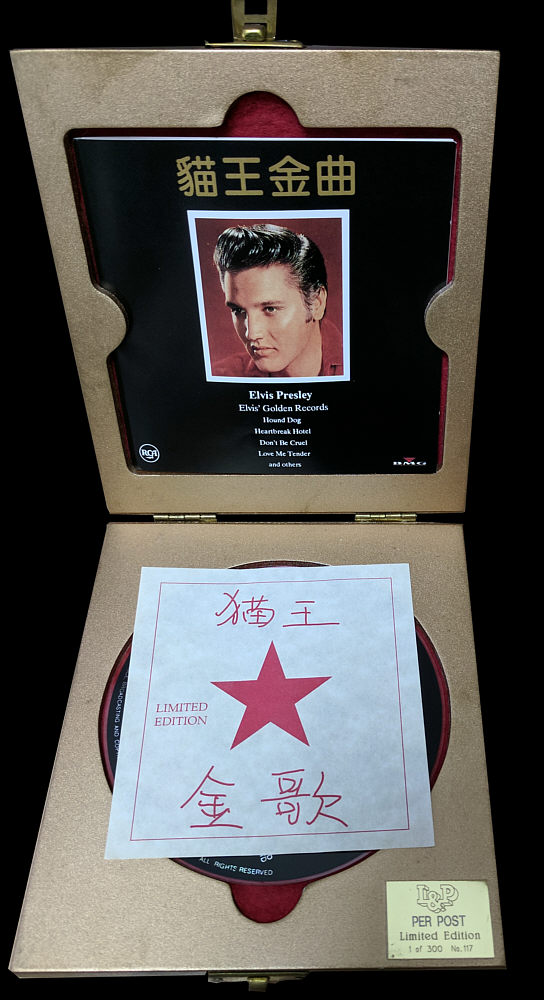 貓王金曲
Elvis Presley
Elvis' Golden Records
Hound Dog
Heartbreak Hotel
Don't Be Cruel
Love Me Tender
and others
RCA
BMG
猫王
LIMITED
EDITION
金歌
BROADCASTING AND
ALL RIGHTS RESERVED
L&P
PER POST
Limited Edition
1 of 300 No.117